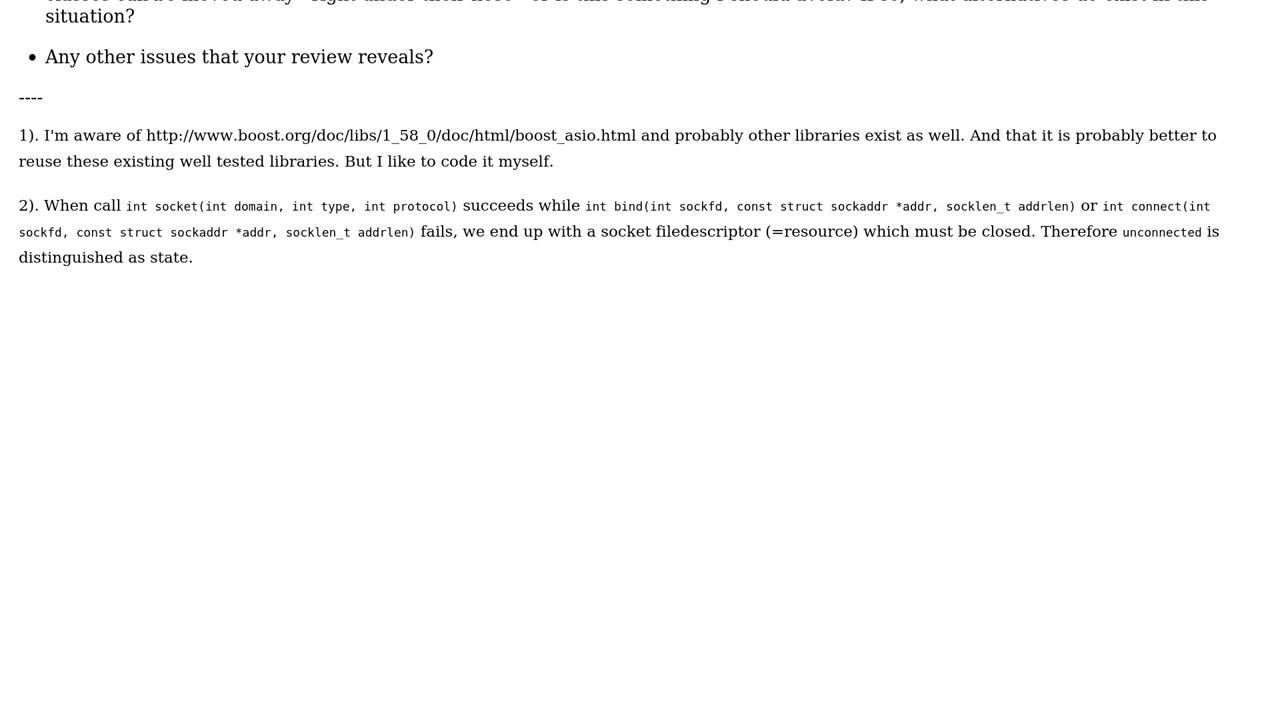 situation?
• Any other issues that your review reveals?
----
1). I'm aware of http://www.boost.org/doc/libs/1_58_0/doc/html/boost_asio.html and probably other libraries exist as well. And that it is probably better to
reuse these existing well tested libraries. But I like to code it myself.
2). When call int socket(int domain, int type, int protocol) succeeds while int bind(int sockfd, const struct sockaddr *addr, socklen_t addrlen) or int connect(int
sockfd, const struct sockaddr *addr, socklen_t addrlen) fails, we end up with a socket filedescriptor (=resource) which must be closed. Therefore unconnected is
distinguished as state.